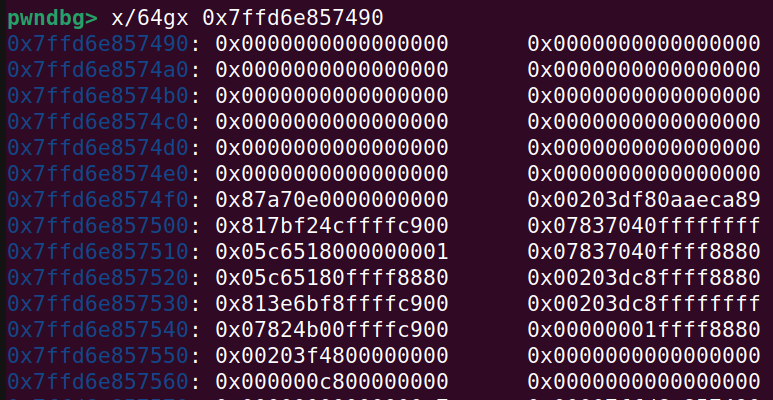 pwndbg> x/64gx 0x7ffd6e857490
0x7ffd6e857490: 0x0000000000000000 0x0000000000000000
0x7ffd6e8574a0: 0x0000000000000000 0x0000000000000000
0x7ffd6e8574b0: 0x0000000000000000 0x0000000000000000
0x7ffd6e8574c0: 0x0000000000000000 0x0000000000000000
0x7ffd6e8574d0: 0x0000000000000000 0x0000000000000000
0x7ffd6e8574e0: 0x0000000000000000 0x0000000000000000
0x7ffd6e8574f0: 0x87a70e0000000000 0x00203df80aaeca89
0x7ffd6e857500: 0x817bf24cffffc900 0x07837040ffffffff
0x7ffd6e857510: 0x05c6518000000001 0x07837040ffff8880
0x7ffd6e857520: 0x05c65180ffff8880 0x00203dc8ffff8880
0x7ffd6e857530: 0x813e6bf8ffffc900 0x00203dc8ffffffff
0x7ffd6e857540: 0x07824b00ffffc900 0x00000001ffff8880
0x7ffd6e857550: 0x00203f4800000000 0x0000000000000000
0x7ffd6e857560: 0x000000c800000000 0x0000000000000000